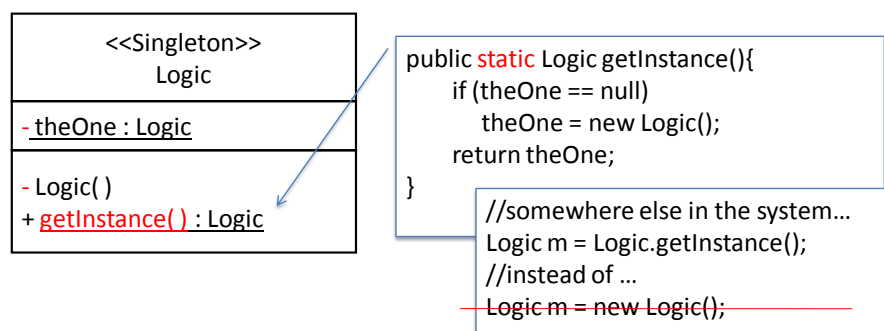 <<Singleton>>
Logic
- theOne : Logic
- Logic( )
+ getInstance( ) : Logic
public static Logic getInstance(){
if (theOne == null)
theOne = new Logic();
return theOne;
}
//somewhere else in the system…
Logic m = Logic.getInstance();
//instead of …
Logic m = new Logic();